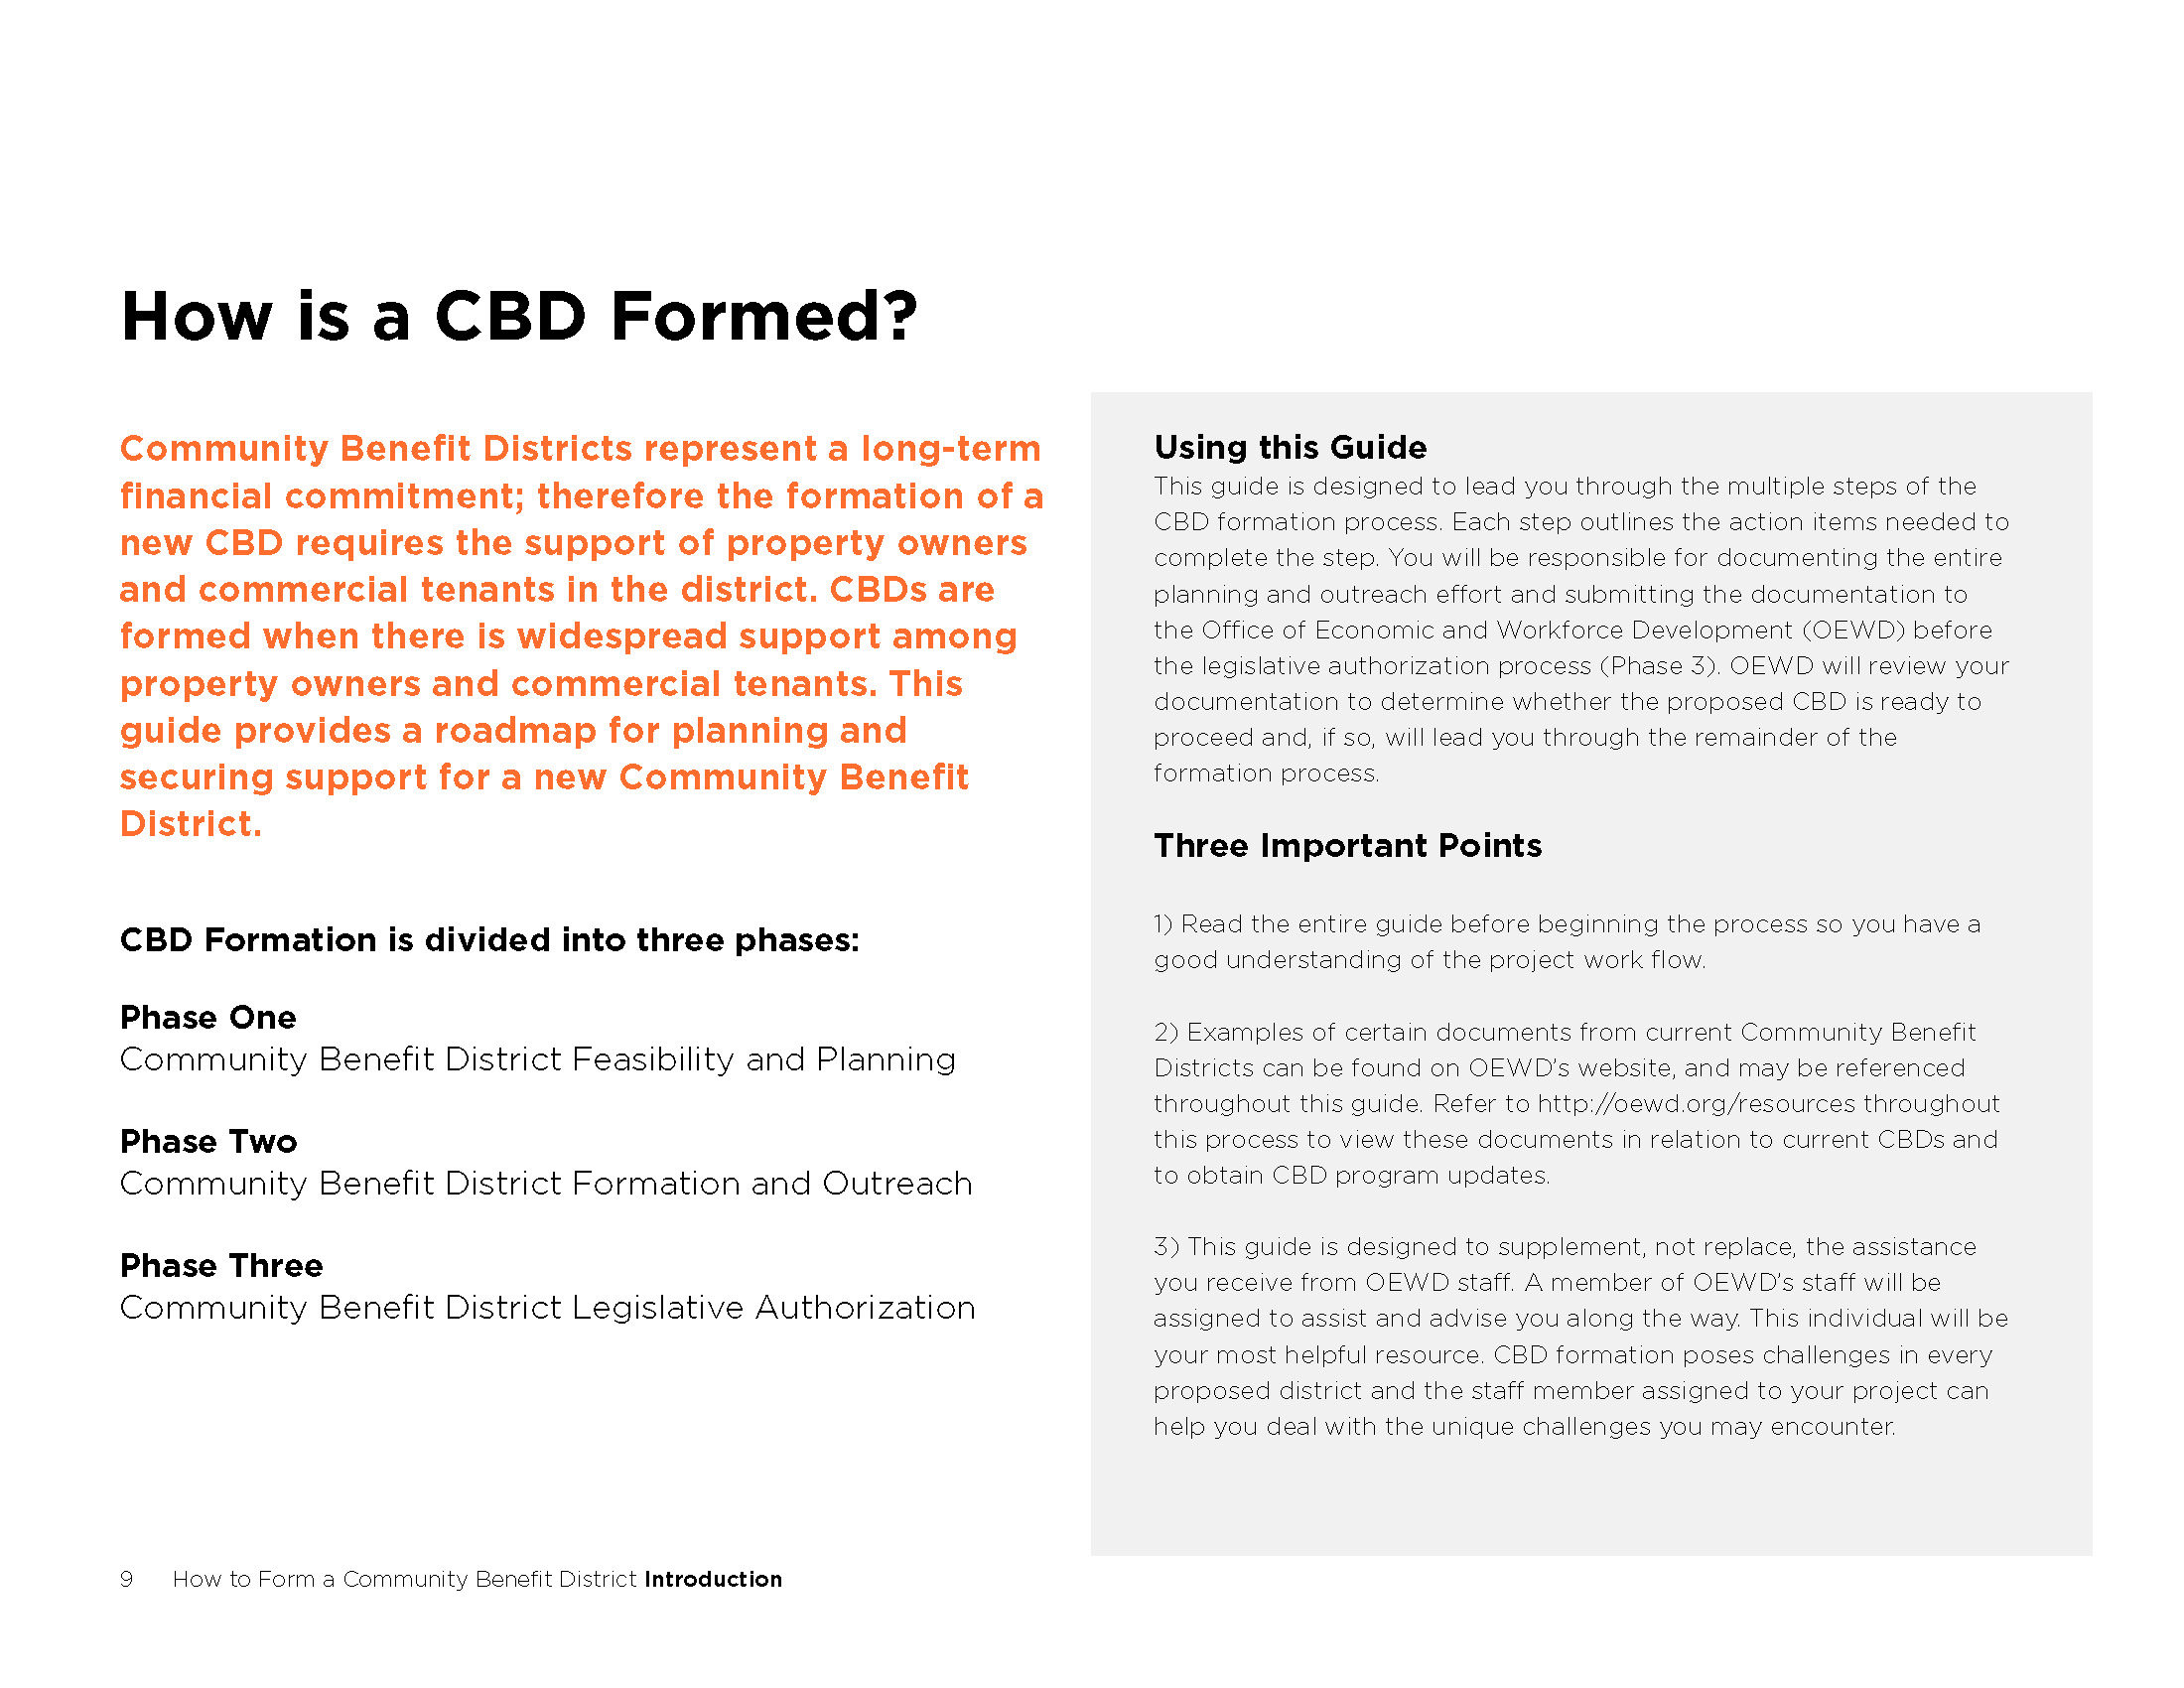 How is a CBD Formed?
Community Benefit Districts represent a long-term
financial commitment; therefore the formation of a
new CBD requires the support of property owners
and commercial tenants in the district. CBDs are
formed when there is widespread support among
property owners and commercial tenants. This
guide provides a roadmap for planning and
securing support for a new Community Benefit
District.
CBD Formation is divided into three phases:
Phase One
Community Benefit District Feasibility and Planning
Phase Two
Community Benefit District Formation and Outreach
Phase Three
Community Benefit District Legislative Authorization
Using this Guide
This guide is designed to lead you through the multiple steps of the
CBD formation process. Each step outlines the action items needed to
complete the step. You will be responsible for documenting the entire
planning and outreach effort and submitting the documentation to
the Office of Economic and Workforce Development (OEWD) before
the legislative authorization process (Phase 3). OEWD will review your
documentation to determine whether the proposed CBD is ready to
proceed and, if so, will lead you through the remainder of the
formation process.
Three Important Points
1) Read the entire guide before beginning the process so you have a
good understanding of the project work flow.
2) Examples of certain documents from current Community Benefit
Districts can be found on OEWD's website, and may be referenced
throughout this guide. Refer to http://oewd.org/resources throughout
this process to view these documents in relation to current CBDs and
to obtain CBD program updates.
3) This guide is designed to supplement, not replace, the assistance
you receive from OEWD staff. A member of OEWD's staff will be
assigned to assist and advise you along the way. This individual will be
your most helpful resource. CBD formation poses challenges in every
proposed district and the staff member assigned to your project can
help you deal with the unique challenges you may encounter.
9 How to Form a Community Benefit District Introduction